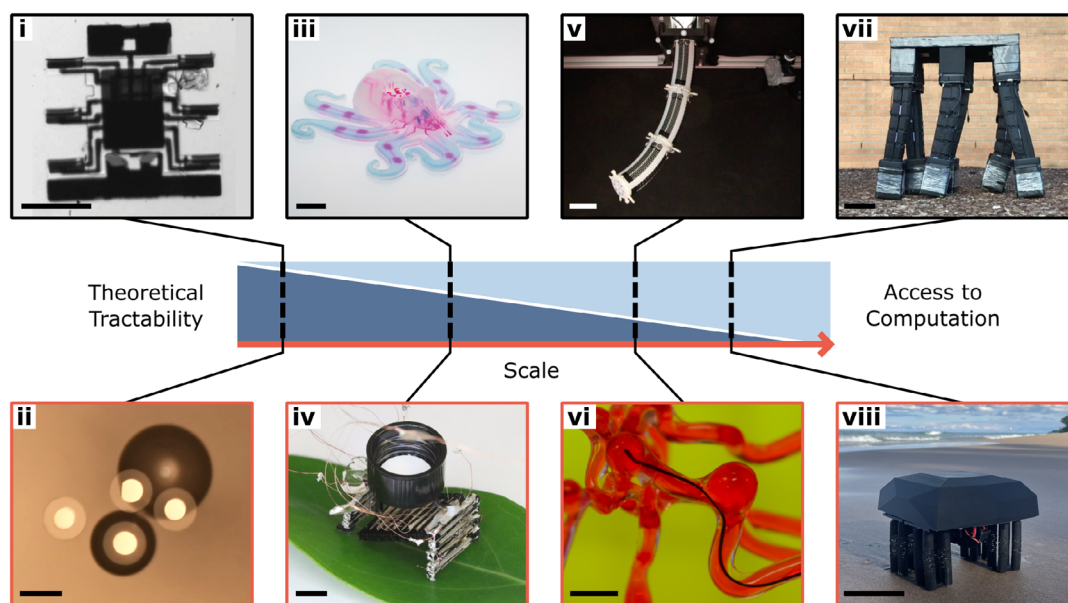 i
iii
v
vii
Theoretical
Tractability
Access to
Computation
Scale
ii
iv
vi
viii